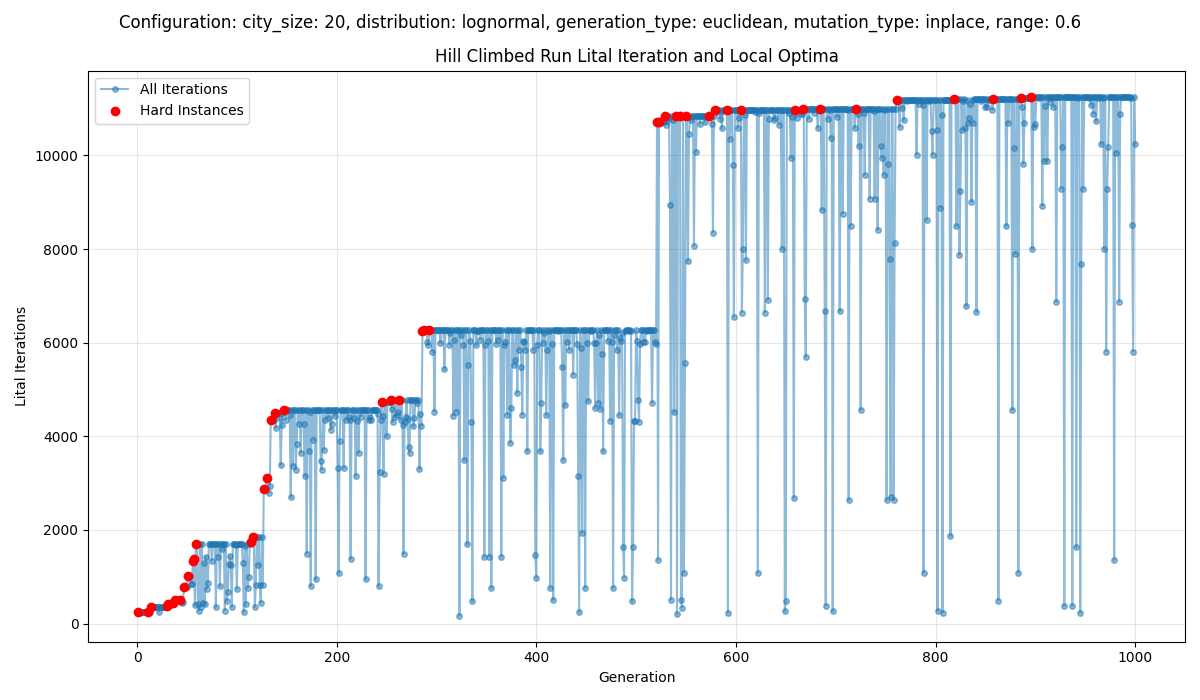 Configuration: city_size: 20, distribution: lognormal, generation_type: euclidean, mutation_type: inplace, range: 0.6
Hill Climbed Run Lital Iteration and Local Optima
All Iterations
Hard Instances
Lital Iterations
10000
8000
6000
4000
2000
0
0 200 400 600 800 1000
Generation